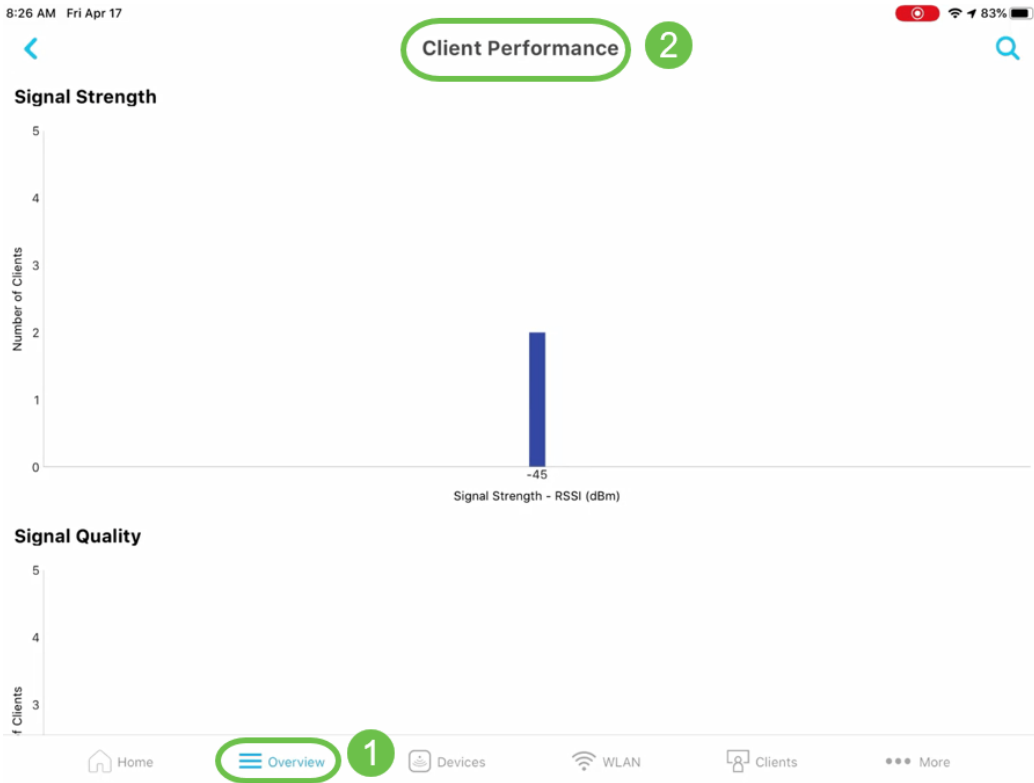 8:26 AM Fri Apr 17
83%
Client Performance
2
Signal Strength
5
4
3
2
1
0
Number of Clients
-45
Signal Strength - RSSI (dBm)
Signal Quality
5
4
3
f Clients
Home
Overview
1
Devices
WLAN
Clients
More